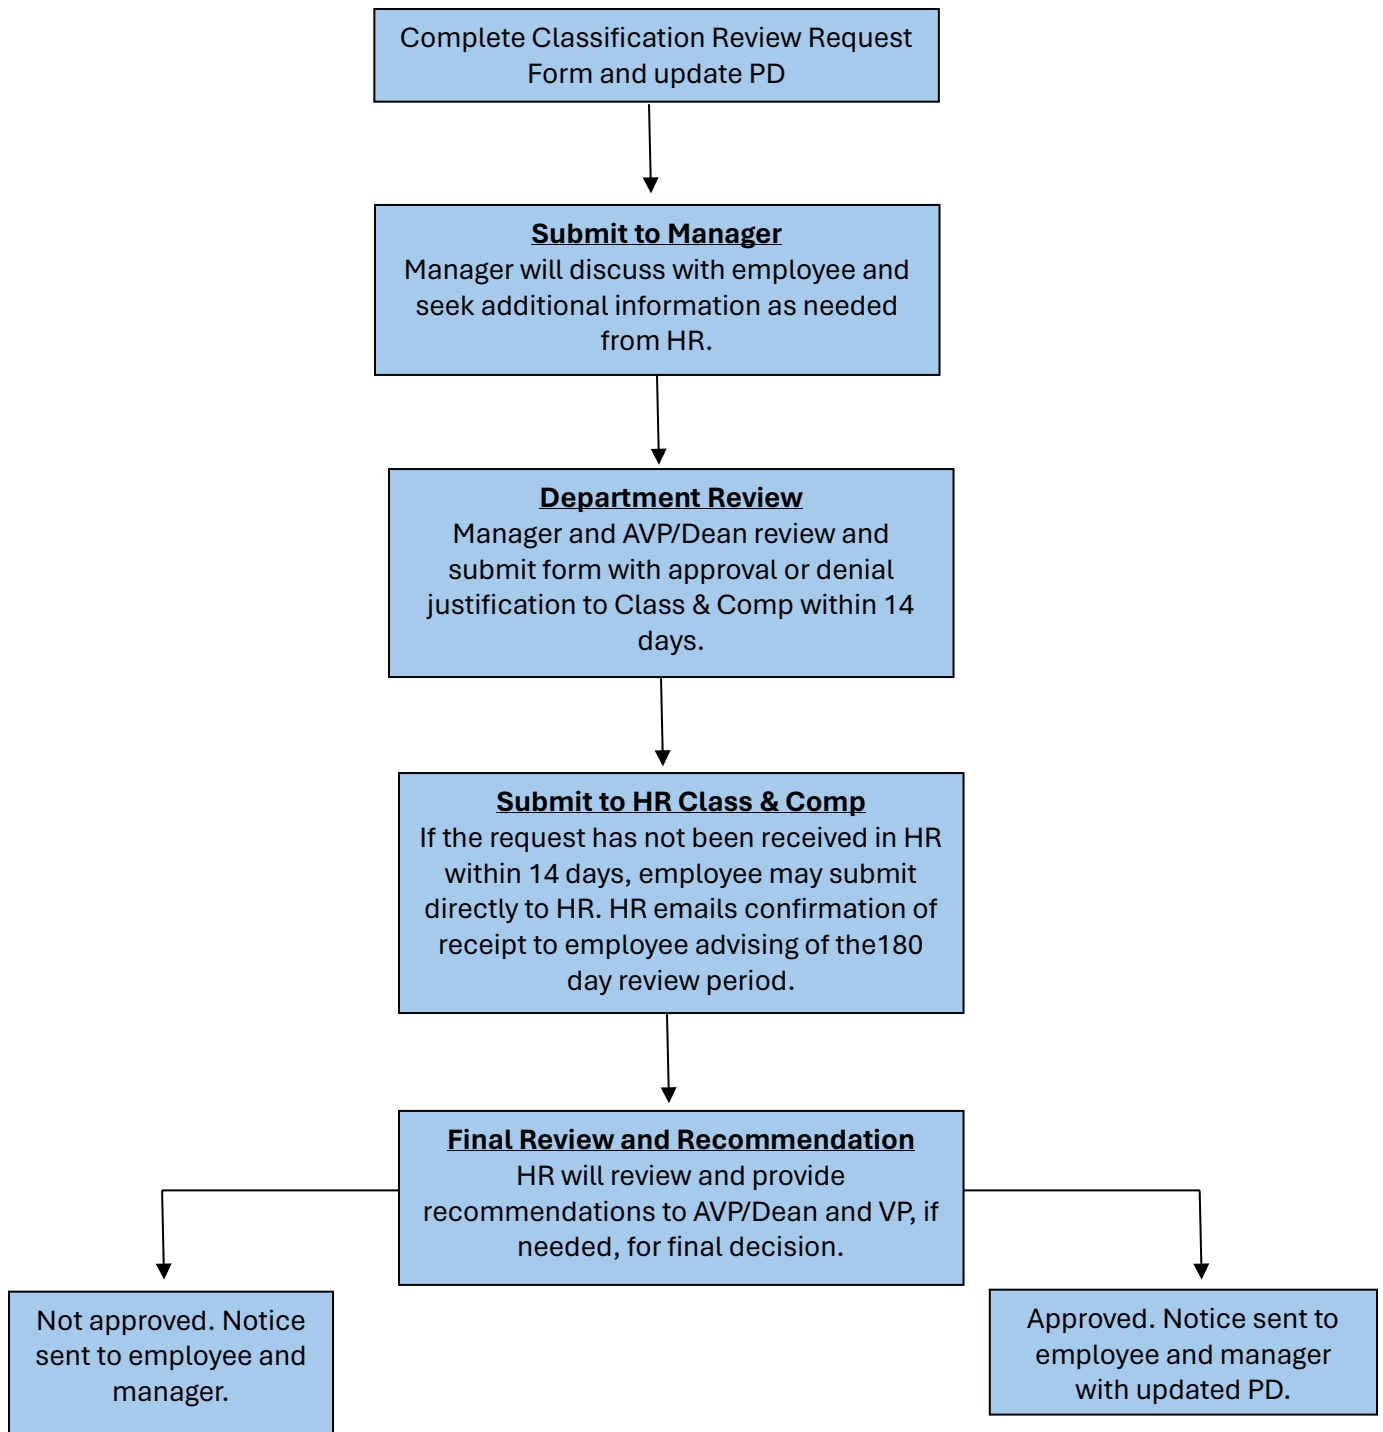 Complete Classification Review Request
Form and update PD
Submit to Manager
Manager will discuss with employee and
seek additional information as needed
from HR.
Department Review
Manager and AVP/Dean review and
submit form with approval or denial
justification to Class & Comp within 14
days.
Submit to HR Class & Comp
If the request has not been received in HR
within 14 days, employee may submit
directly to HR. HR emails confirmation of
receipt to employee advising of the180
day review period.
Final Review and Recommendation
HR will review and provide
recommendations to AVP/Dean and VP, if
needed, for final decision.
Not approved. Notice
sent to employee and
manager.
Approved. Notice sent to
employee and manager
with updated PD.